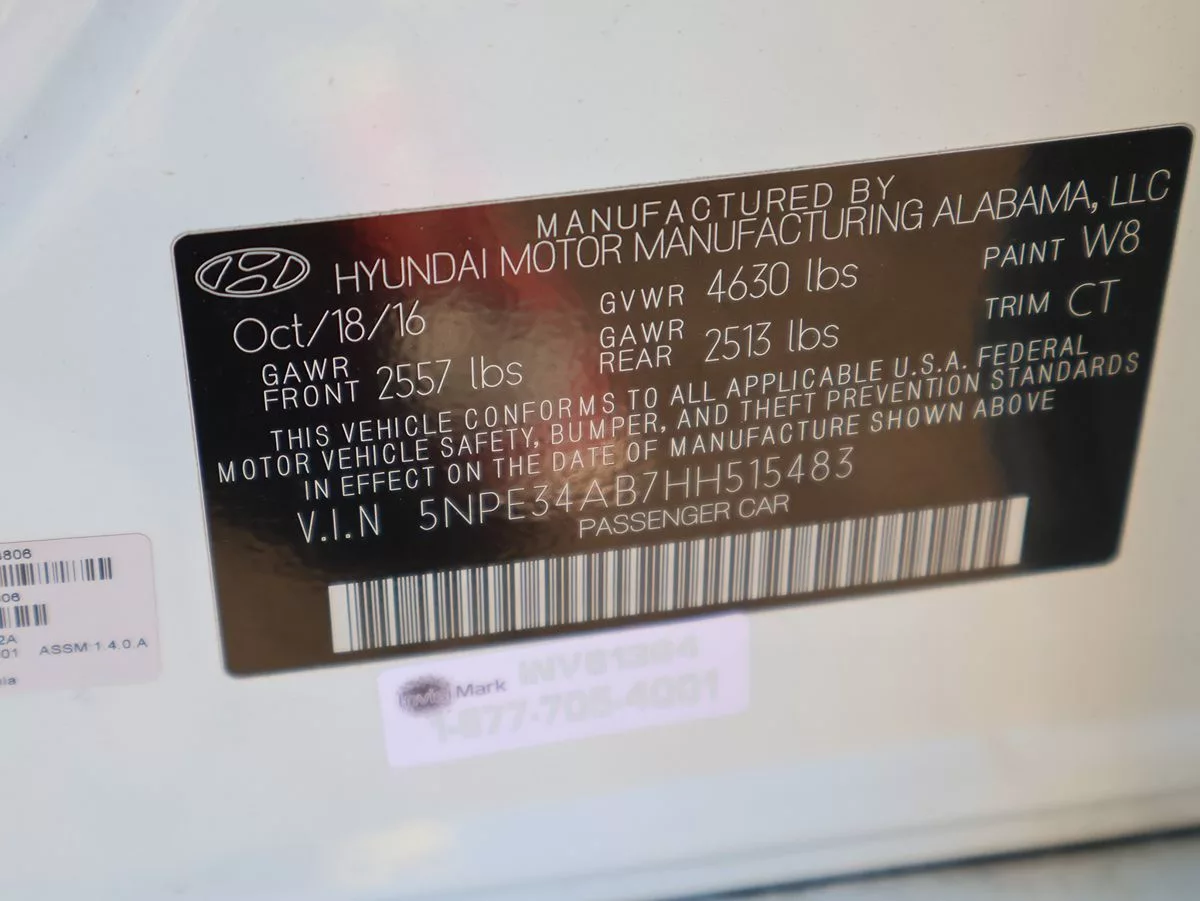 MANUFACTURED BY
HYUNDAI MOTOR MANUFACTURING ALABAMA, LLC
Oct/18/16 GVWR 4630 lbs PAINT W8
GAWR FRONT 2557 lbs GAWR REAR 2513 lbs TRIM CT
THIS VEHICLE CONFORMS TO ALL APPLICABLE U.S.A. FEDERAL
MOTOR VEHICLE SAFETY, BUMPER, AND THEFT PREVENTION STANDARDS
IN EFFECT ON THE DATE OF MANUFACTURE SHOWN ABOVE
V.I.N 5NPE34AB7HH515483
PASSENGER CAR
ASSM 1.4.0.A
Mark
1-877-705-4001